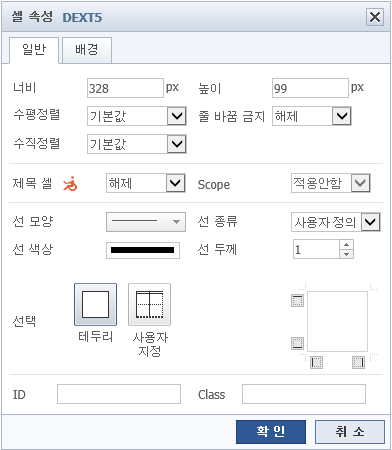 셀 속성 DEXT5
일반 배경
너비 328 px 높이 99 px
수평정렬 기본값 줄 바꿈 금지 해제
수직정렬 기본값
제목 셀 해제 Scope 적용안함
선 모양 선 종류 사용자 정의
선 색상 선 두께 1
선택
테두리 사용자
지정
ID Class
확 인 취 소